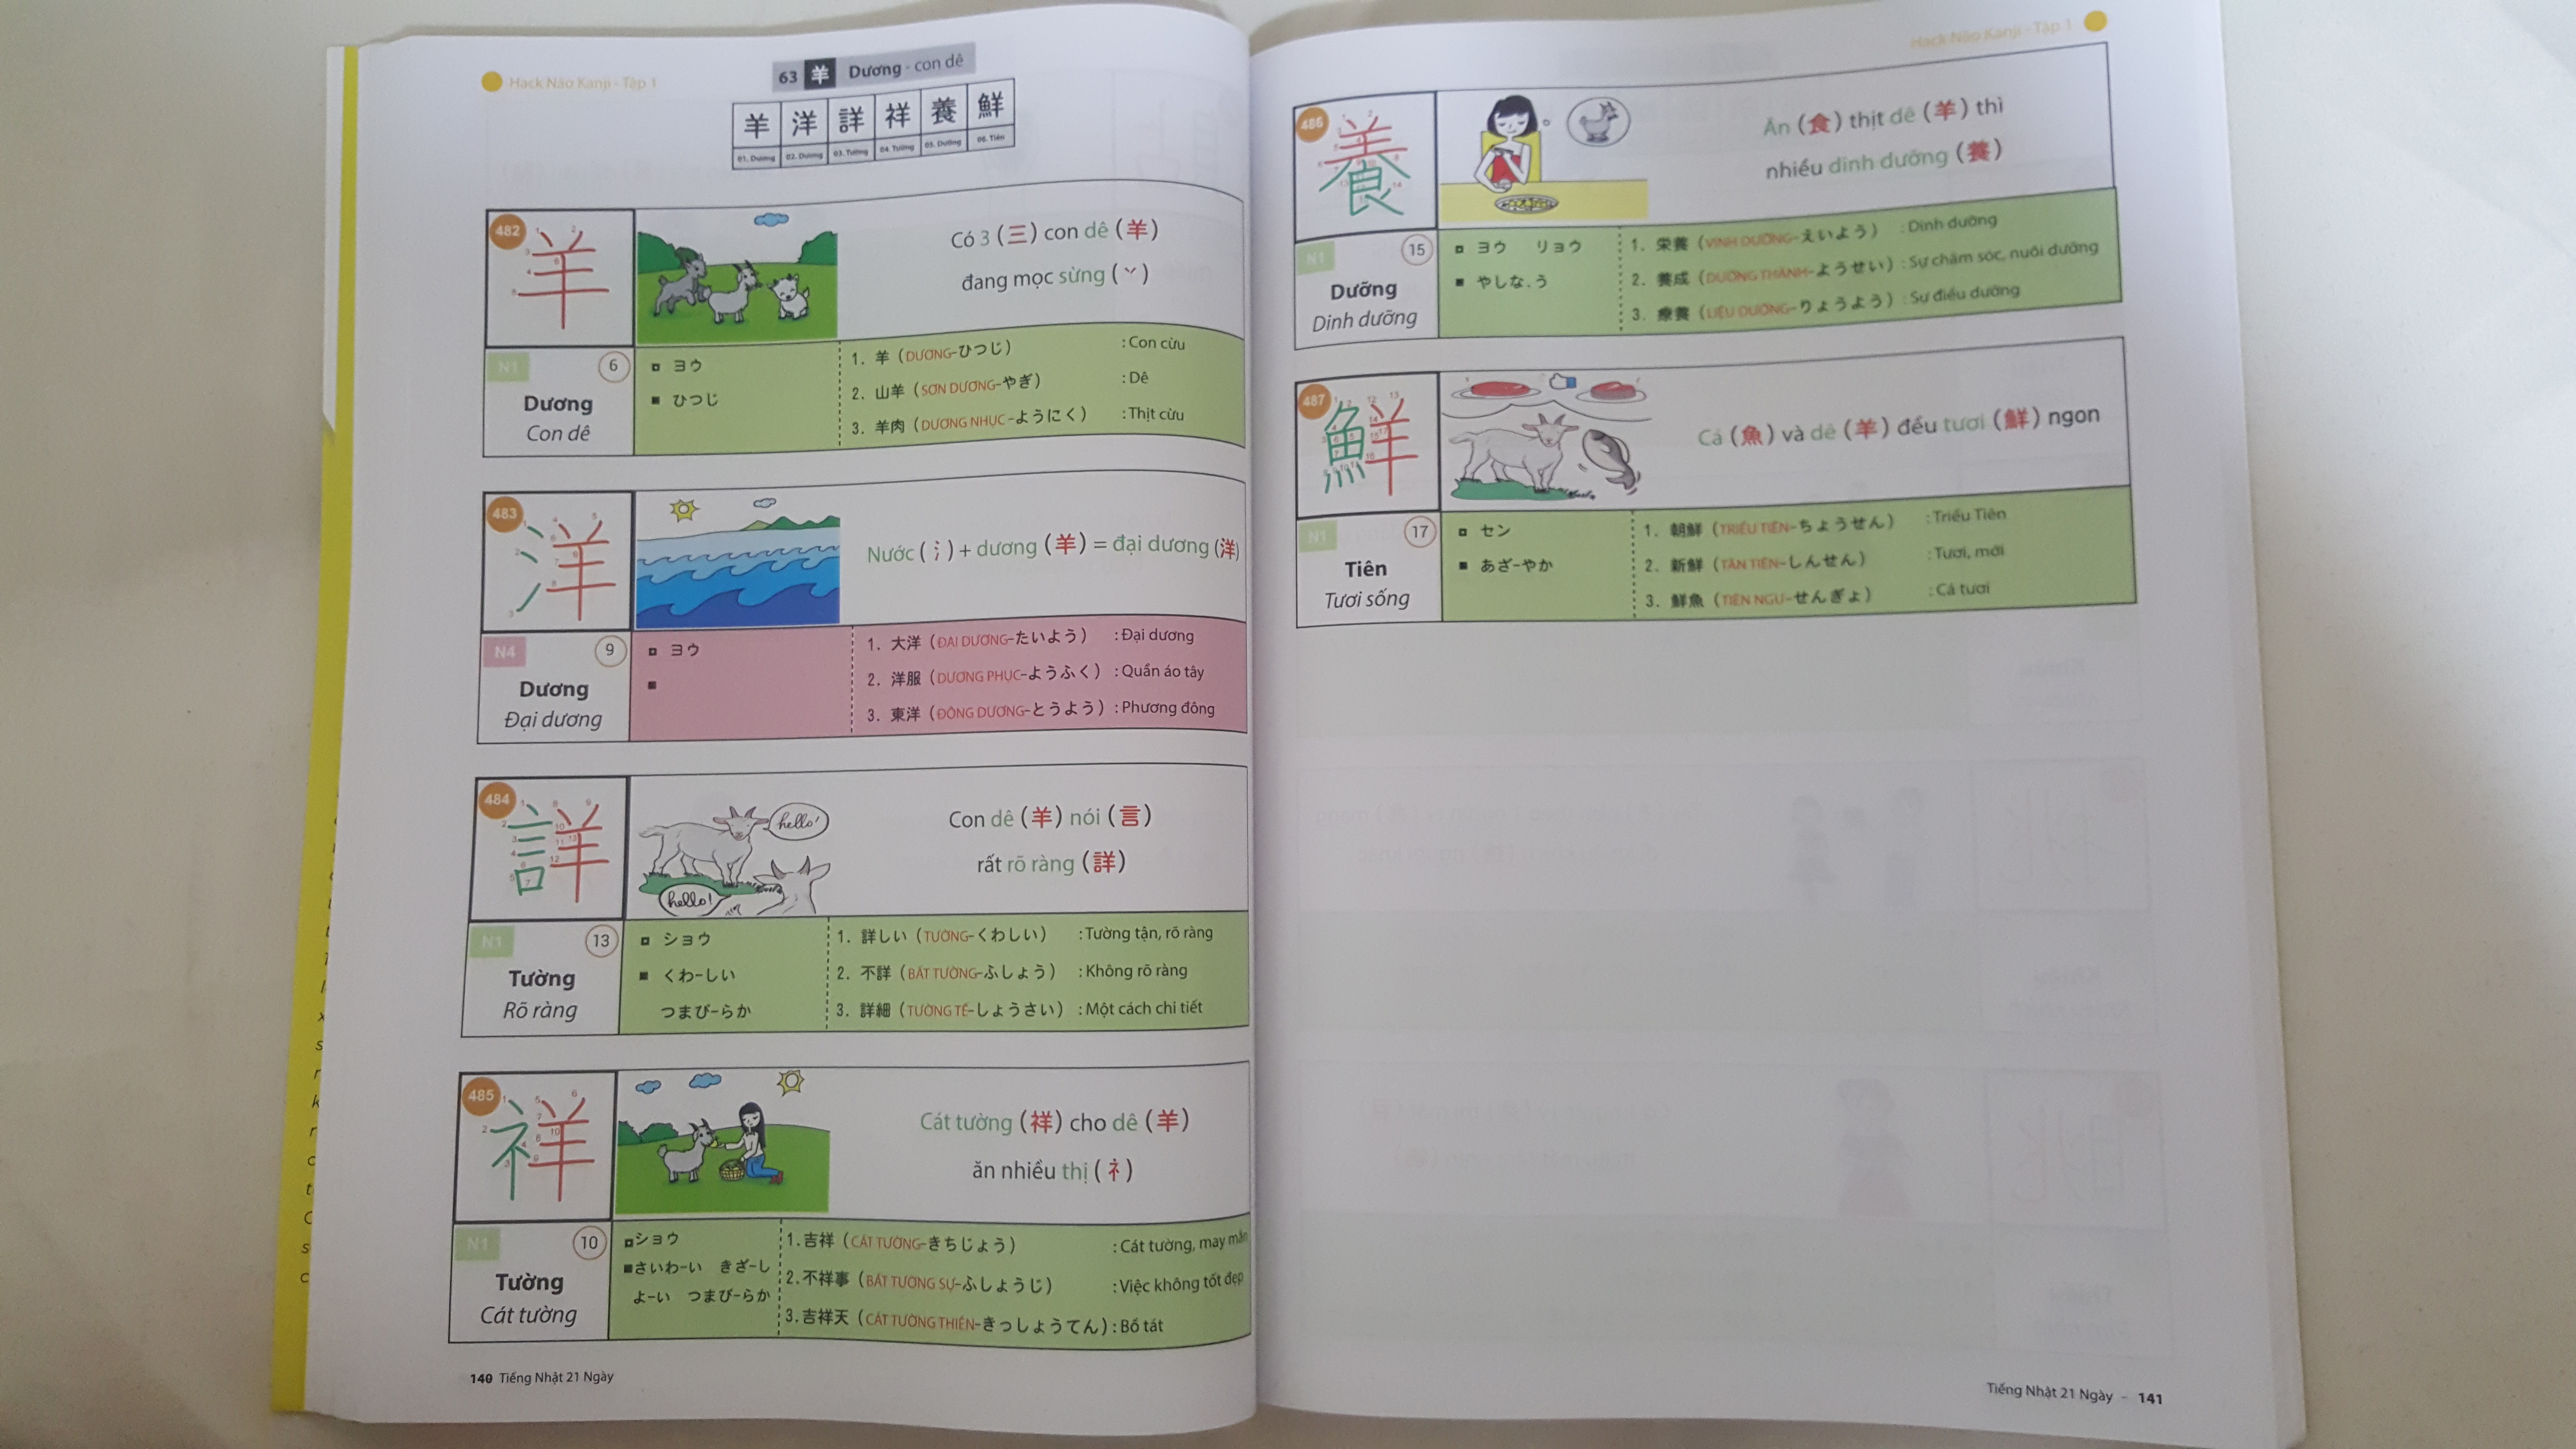 Hack Não Kanji - Tập 1
63 羊 Dương - con dê
羊 洋 詳 祥 養 鮮
01. Dương 02. Dương 03. Tường 04. Tường 05. Dưỡng 06. Tiên
482
羊
Có 3 (三) con dê (羊)
đang mọc sừng (丷)
N1
Dương
6
Con dê
ヨウ
ひつじ
1. 羊 (DƯƠNG-ひつじ) : Con cừu
2. 山羊 (SƠN DƯƠNG-やぎ) : Dê
3. 羊肉 (DƯƠNG NHỤC-ようにく) : Thịt cừu
483
洋
Nước (氵) + dương (羊) = đại dương (洋)
N4
Dương
9
Đại dương
ヨウ
1. 大洋 (ĐẠI DƯƠNG-たいよう) : Đại dương
2. 洋服 (DƯƠNG PHỤC-ようふく) : Quần áo tây
3. 東洋 (ĐÔNG DƯƠNG-とうよう) : Phương đông
484
詳
hello!
hello!
Con dê (羊) nói (言)
rất rõ ràng (詳)
N1
Tường
13
Rõ ràng
ショウ
くわ-しい
つまび-らか
1. 詳しい (TƯỜNG-くわしい) : Tường tận, rõ ràng
2. 不詳 (BẤT TƯỜNG-ふしょう) : Không rõ ràng
3. 詳細 (TƯỜNG TẾ-しょうさい) : Một cách chi tiết
485
祥
Cát tường (祥) cho dê (羊)
ăn nhiều thị (ネ)
N1
Tường
10
Cát tường
ショウ
さいわ-い きざ-し
よ-い つまび-らか
1. 吉祥 (CÁT TƯỜNG-きちじょう) : Cát tường, may mắn
2. 不祥事 (BẤT TƯỜNG SỰ-ふしょうじ) : Việc không tốt đẹp
3. 吉祥天 (CÁT TƯỜNG THIÊN-きっしょうてん) : Bồ tát
140 Tiếng Nhật 21 Ngày
Hack Não Kanji - Tập 1
486
養
Ăn (食) thịt dê (羊) thì
nhiều dinh dưỡng (養)
N1
Dưỡng
15
Dinh dưỡng
ヨウ リョウ
やしな.う
1. 栄養 (VINH DƯỠNG-えいよう) : Dinh dưỡng
2. 養成 (DƯỠNG THÀNH-ようせい) : Sự chăm sóc, nuôi dưỡng
3. 療養 (LIỆU DƯỠNG-りょうよう) : Sự điều dưỡng
487
鮮
Cá (魚) và dê (羊) đều tươi (鮮) ngon
N1
Tiên
17
Tươi sống
セン
あざ-やか
1. 朝鮮 (TRIỀU TIÊN-ちょうせん) : Triều Tiên
2. 新鮮 (TÂN TIÊN-しんせん) : Tươi, mới
3. 鮮魚 (TIÊN NGƯ-せんぎょ) : Cá tươi
Tiếng Nhật 21 Ngày - 141